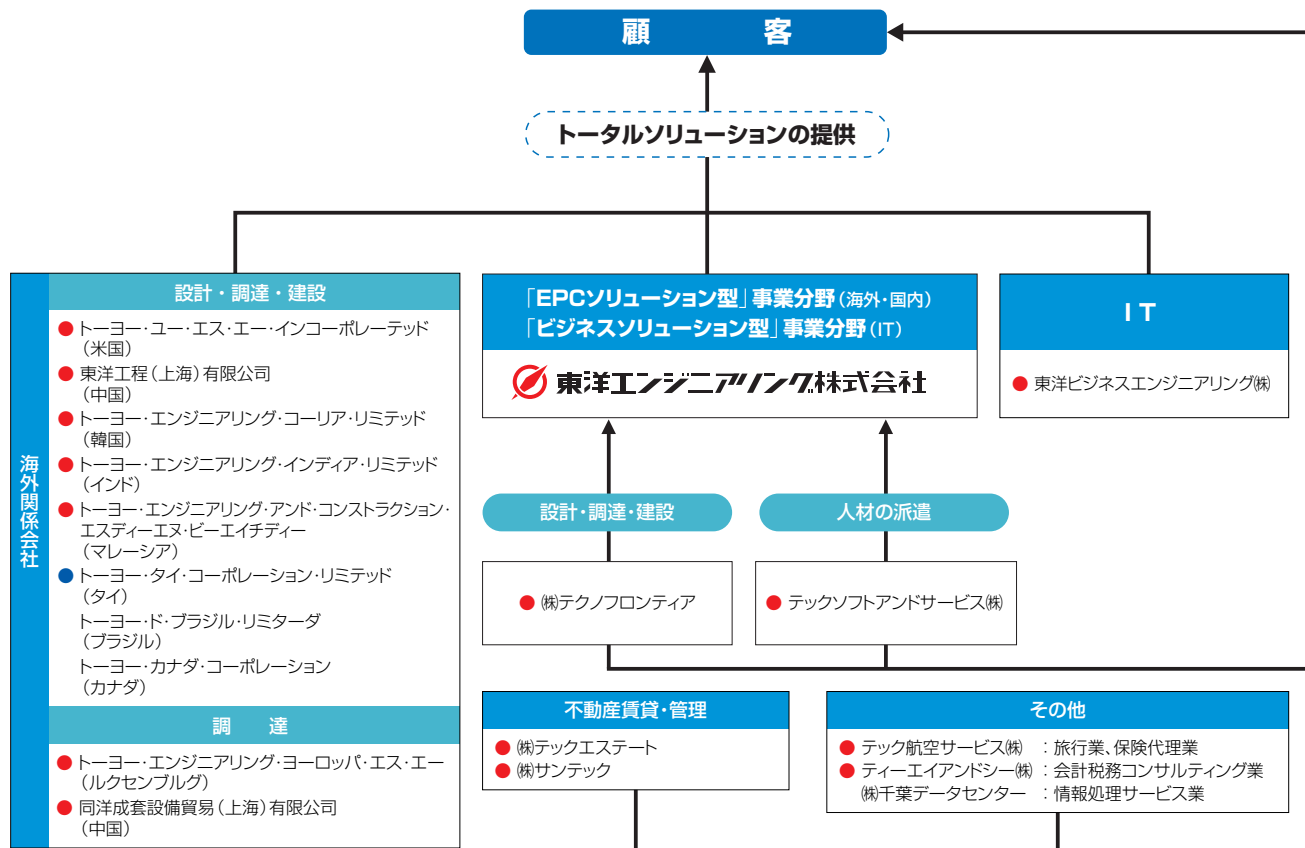 顧 客
トータルソリューションの提供
海外関係会社
設計・調達・建設
● トーヨー・ユー・エス・エー・インコーポレーテッド
（米国）
● 東洋工程（上海）有限公司
（中国）
● トーヨー・エンジニアリング・コーリア・リミテッド
（韓国）
● トーヨー・エンジニアリング・インディア・リミテッド
（インド）
● トーヨー・エンジニアリング・アンド・コンストラクション・
エスディーエヌ・ビーエイチディー
（マレーシア）
● トーヨー・タイ・コーポレーション・リミテッド
（タイ）
トーヨー・ド・ブラジル・リミターダ
（ブラジル）
トーヨー・カナダ・コーポレーション
（カナダ）
調 達
● トーヨー・エンジニアリング・ヨーロッパ・エス・エー
（ルクセンブルグ）
● 同洋成套設備貿易（上海）有限公司
（中国）
「EPCソリューション型」事業分野（海外・国内）
「ビジネスソリューション型」事業分野（IT）
東洋エンジニアリング株式会社
IT
● 東洋ビジネスエンジニアリング㈱
設計・調達・建設
● ㈱テクノフロンティア
人材の派遣
● テックソフトアンドサービス㈱
不動産賃貸・管理
● ㈱テックエステート
● ㈱サンテック
その他
● テック航空サービス㈱ ：旅行業、保険代理業
● ティーエイアンドシー㈱ ：会計税務コンサルティング業
㈱千葉データセンター ：情報処理サービス業